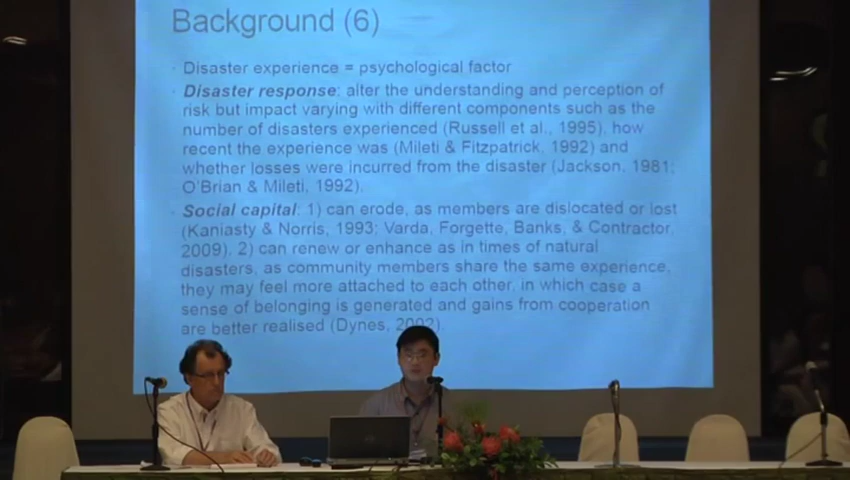 Background (6)
· Disaster experience = psychological factor
· Disaster response: alter the understanding and perception of
risk but impact varying with different components such as the
number of disasters experienced (Russell et al., 1995), how
recent the experience was (Mileti & Fitzpatrick, 1992) and
whether losses were incurred from the disaster (Jackson, 1981;
O'Brian & Mileti, 1992).
· Social capital: 1) can erode, as members are dislocated or lost
(Kaniasty & Norris, 1993; Varda, Forgette, Banks, & Contractor,
2009). 2) can renew or enhance as in times of natural
disasters, as community members share the same experience,
they may feel more attached to each other, in which case a
sense of belonging is generated and gains from cooperation
are better realised (Dynes, 2002).